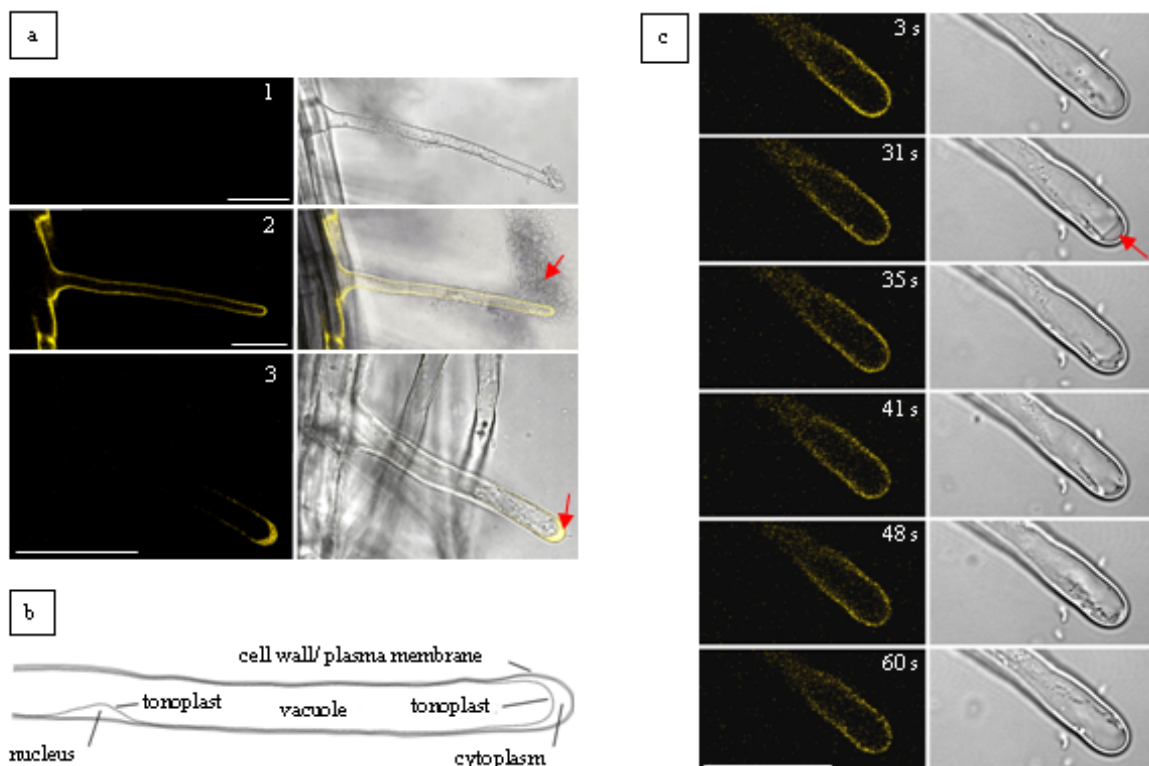 a
1
2
3
b
cell wall/ plasma membrane
tonoplast
vacuole
tonoplast
nucleus
cytoplasm
c
3 s
31 s
35 s
41 s
48 s
60 s